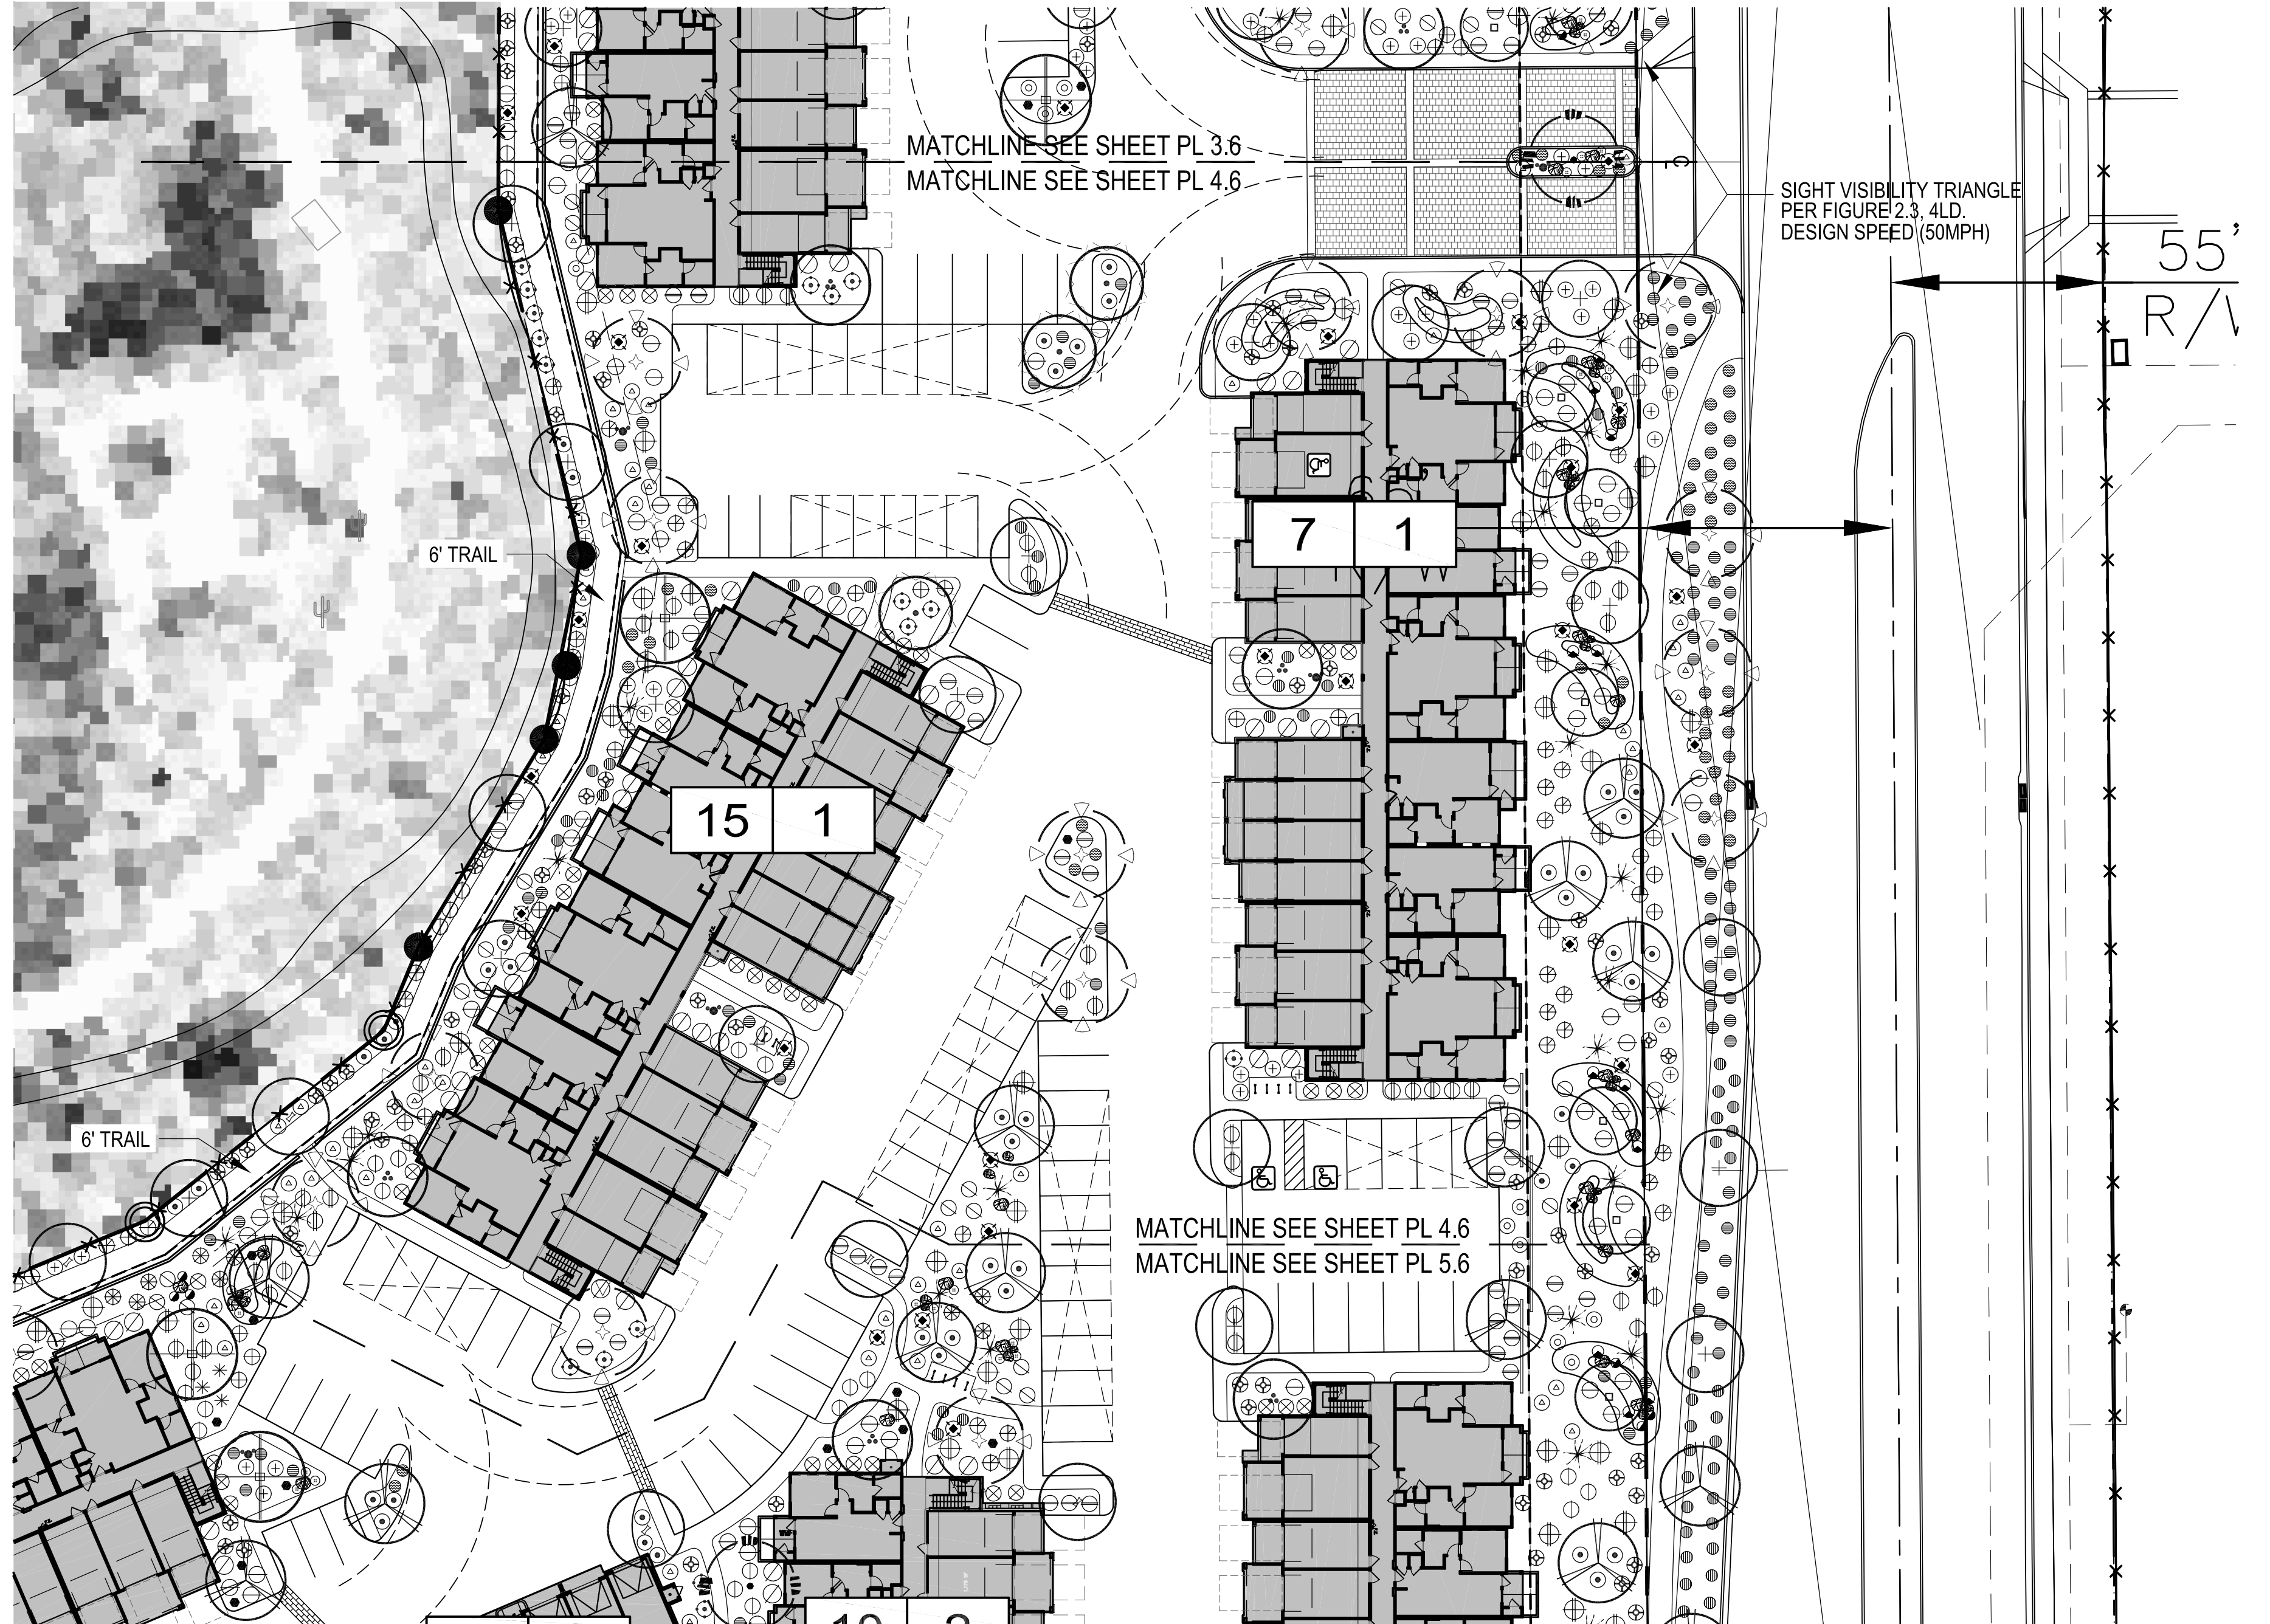 MATCHLINE SEE SHEET PL 3.6
MATCHLINE SEE SHEET PL 4.6
SIGHT VISIBILITY TRIANGLE
PER FIGURE 2.3, 4LD.
DESIGN SPEED (50MPH)
55'
7 1
6' TRAIL
15 1
6' TRAIL
MATCHLINE SEE SHEET PL 4.6
MATCHLINE SEE SHEET PL 5.6